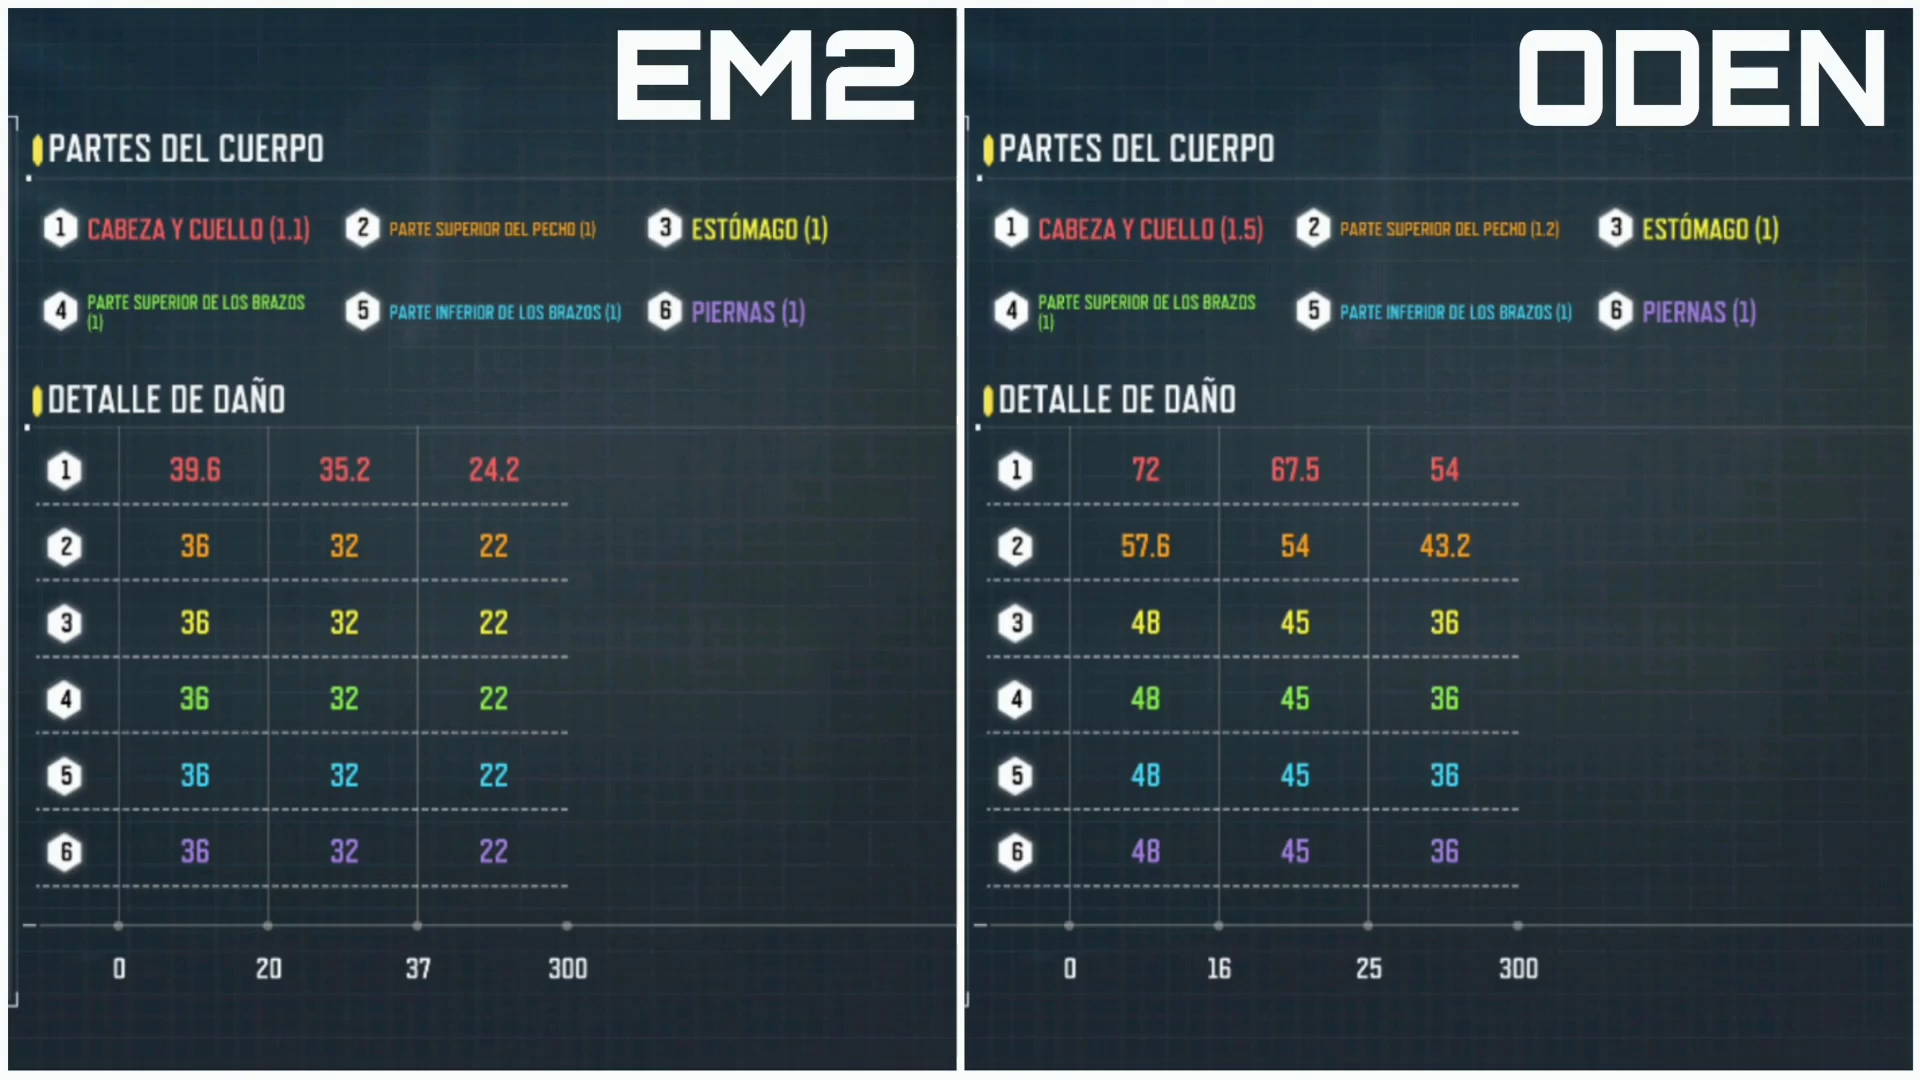 EM2
PARTES DEL CUERPO
1 CABEZA Y CUELLO (1.1) 2 PARTE SUPERIOR DEL PECHO (1) 3 ESTÓMAGO (1)
4 PARTE SUPERIOR DE LOS BRAZOS
(1) 5 PARTE INFERIOR DE LOS BRAZOS (1) 6 PIERNAS (1)
DETALLE DE DAÑO
1 39.6 35.2 24.2
2 36 32 22
3 36 32 22
4 36 32 22
5 36 32 22
6 36 32 22
0 20 37 300
ODEN
PARTES DEL CUERPO
1 CABEZA Y CUELLO (1.5) 2 PARTE SUPERIOR DEL PECHO (1.2) 3 ESTÓMAGO (1)
4 PARTE SUPERIOR DE LOS BRAZOS
(1) 5 PARTE INFERIOR DE LOS BRAZOS (1) 6 PIERNAS (1)
DETALLE DE DAÑO
1 72 67.5 54
2 57.6 54 43.2
3 48 45 36
4 48 45 36
5 48 45 36
6 48 45 36
0 16 25 300